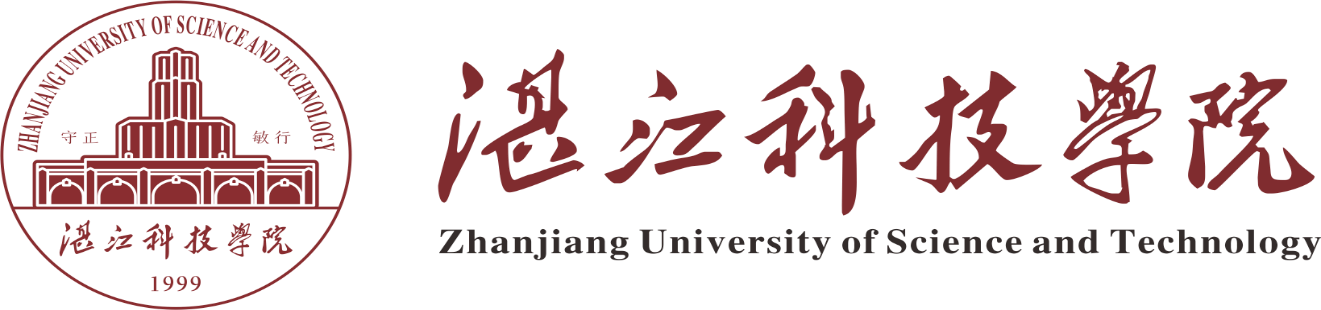 ZHANJIANG UNIVERSITY OF SCIENCE AND TECHNOLOGY
守正 敏行
湛江科技學院
1999
湛江科技學院
Zhanjiang University of Science and Technology